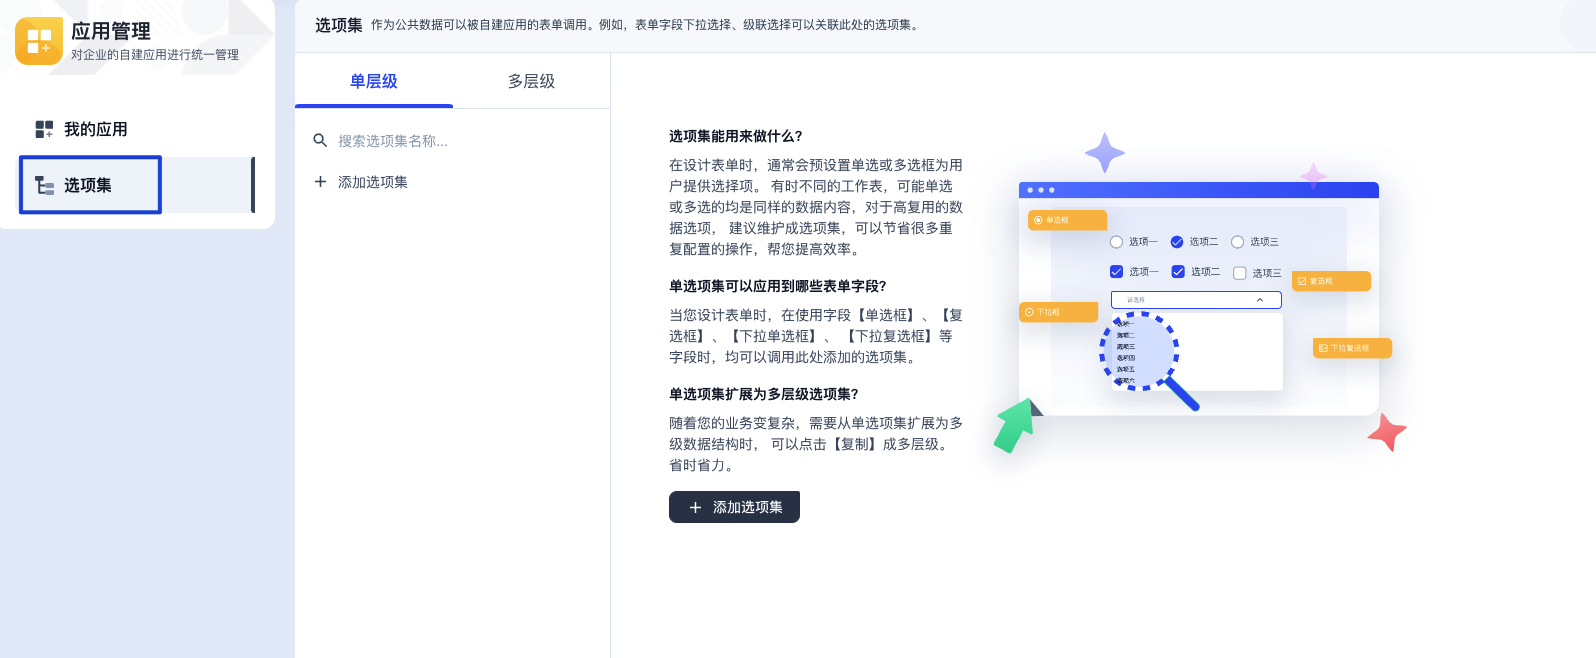 应用管理
对企业的自建应用进行统一管理
我的应用
选项集
选项集 作为公共数据可以被自建应用的表单调用。例如，表单字段下拉选择、级联选择可以关联此处的选项集。
单层级
多层级
搜索选项集名称...
添加选项集
选项集能用来做什么?
在设计表单时，通常会预设置单选或多选框为用
户提供选择项。 有时不同的工作表，可能单选
或多选的均是同样的数据内容，对于高复用的数
据选项， 建议维护成选项集，可以节省很多重
复配置的操作，帮您提高效率。
单选项集可以应用到哪些表单字段?
当您设计表单时，在使用字段【单选框】、【复
选框】、【下拉单选框】、 【下拉复选框】等
字段时，均可以调用此处添加的选项集。
单选项集扩展为多层级选项集?
随着您的业务变复杂，需要从单选项集扩展为多
级数据结构时， 可以点击【复制】成多层级。
省时省力。
添加选项集
单选框
选项一 选项二 选项三
选项一 选项二 选项三
复选框
请选择
下拉框
选项一
选项二
选项三
选项四
选项五
选项六
下拉复选框